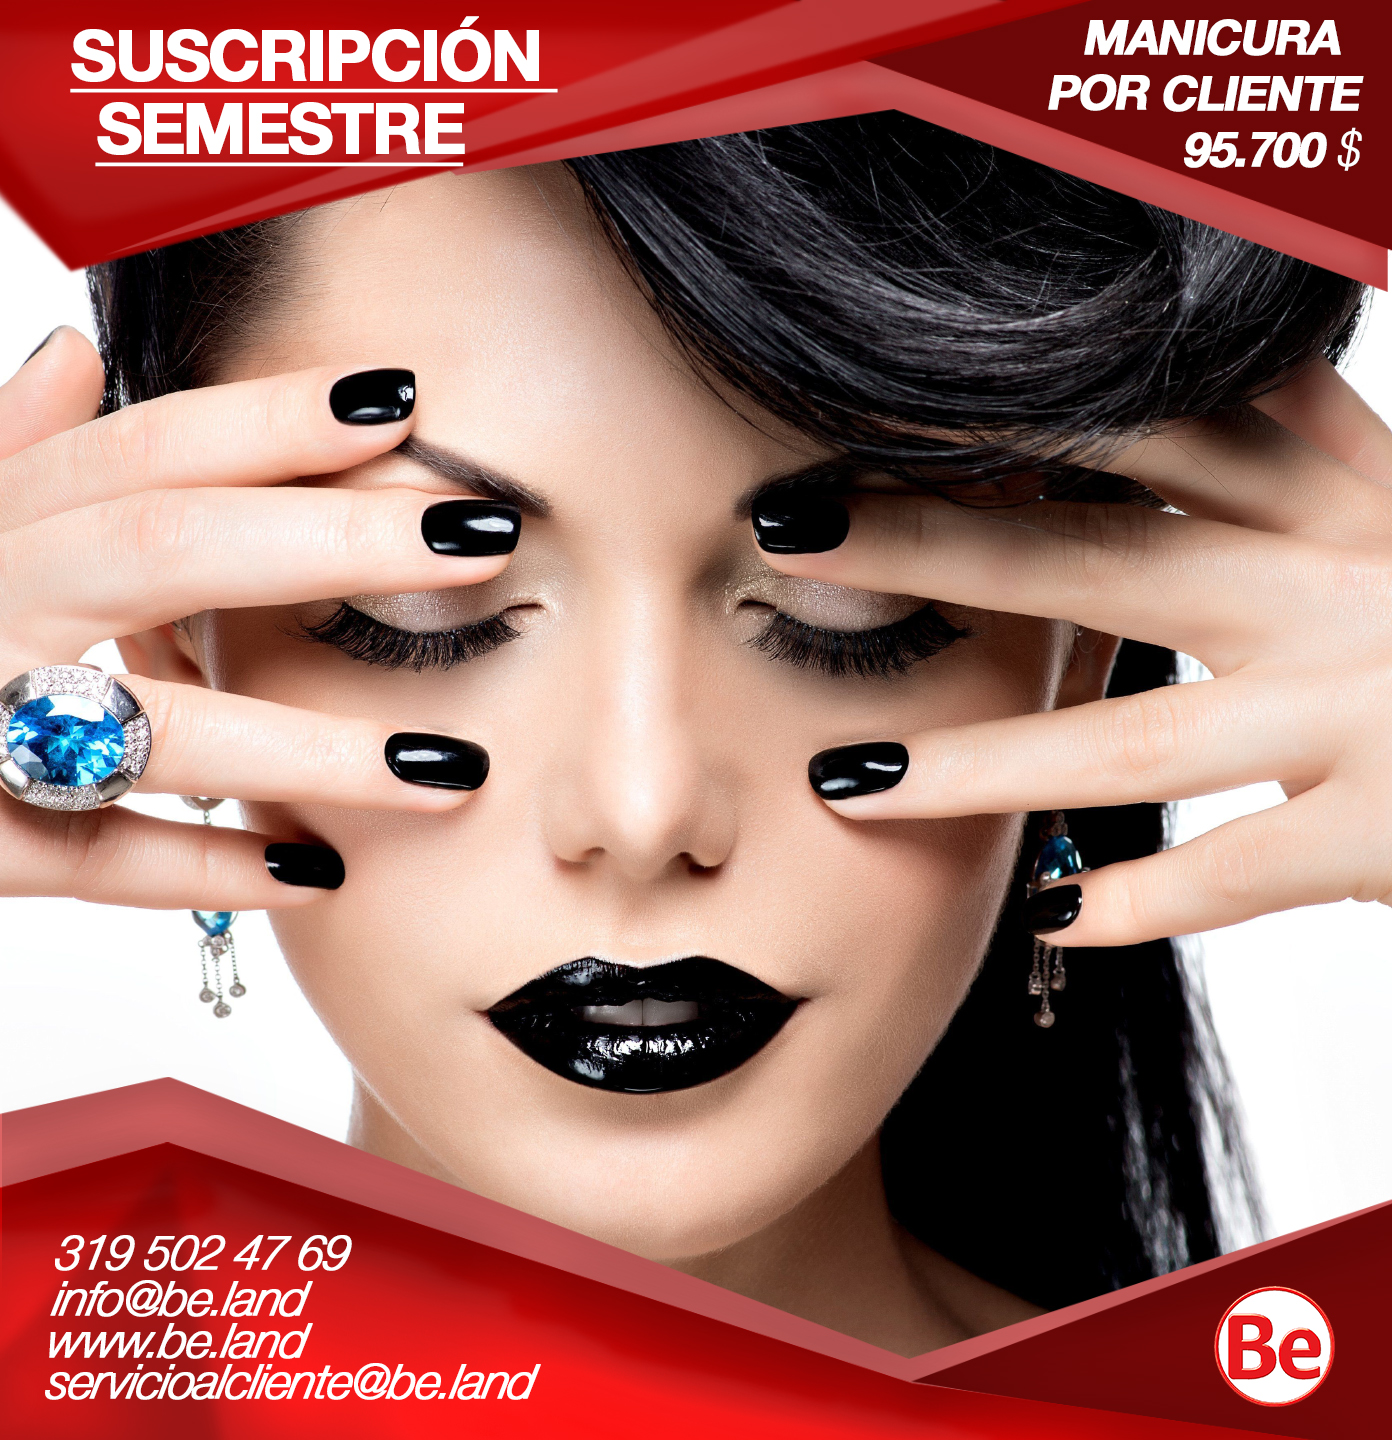 SUSCRIPCIÓN
SEMESTRE
MANICURA
POR CLIENTE
95.700 $
319 502 47 69
info@be.land
www.be.land
servicioalcliente@be.land
Be